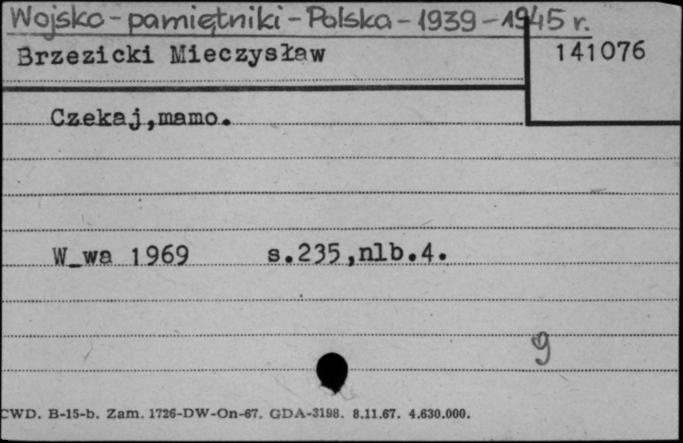 Wojsko - pamiętniki - Polska - 1939 - 1945 r.
Brzezicki Mieczysław
141076
Czekaj,mamo.
W_wa 1969 s.235,nlb.4.
9
CWD. B-15-b. Zam. 1726-DW-On-67. GDA-3198. 8.11.67. 4.630.000.